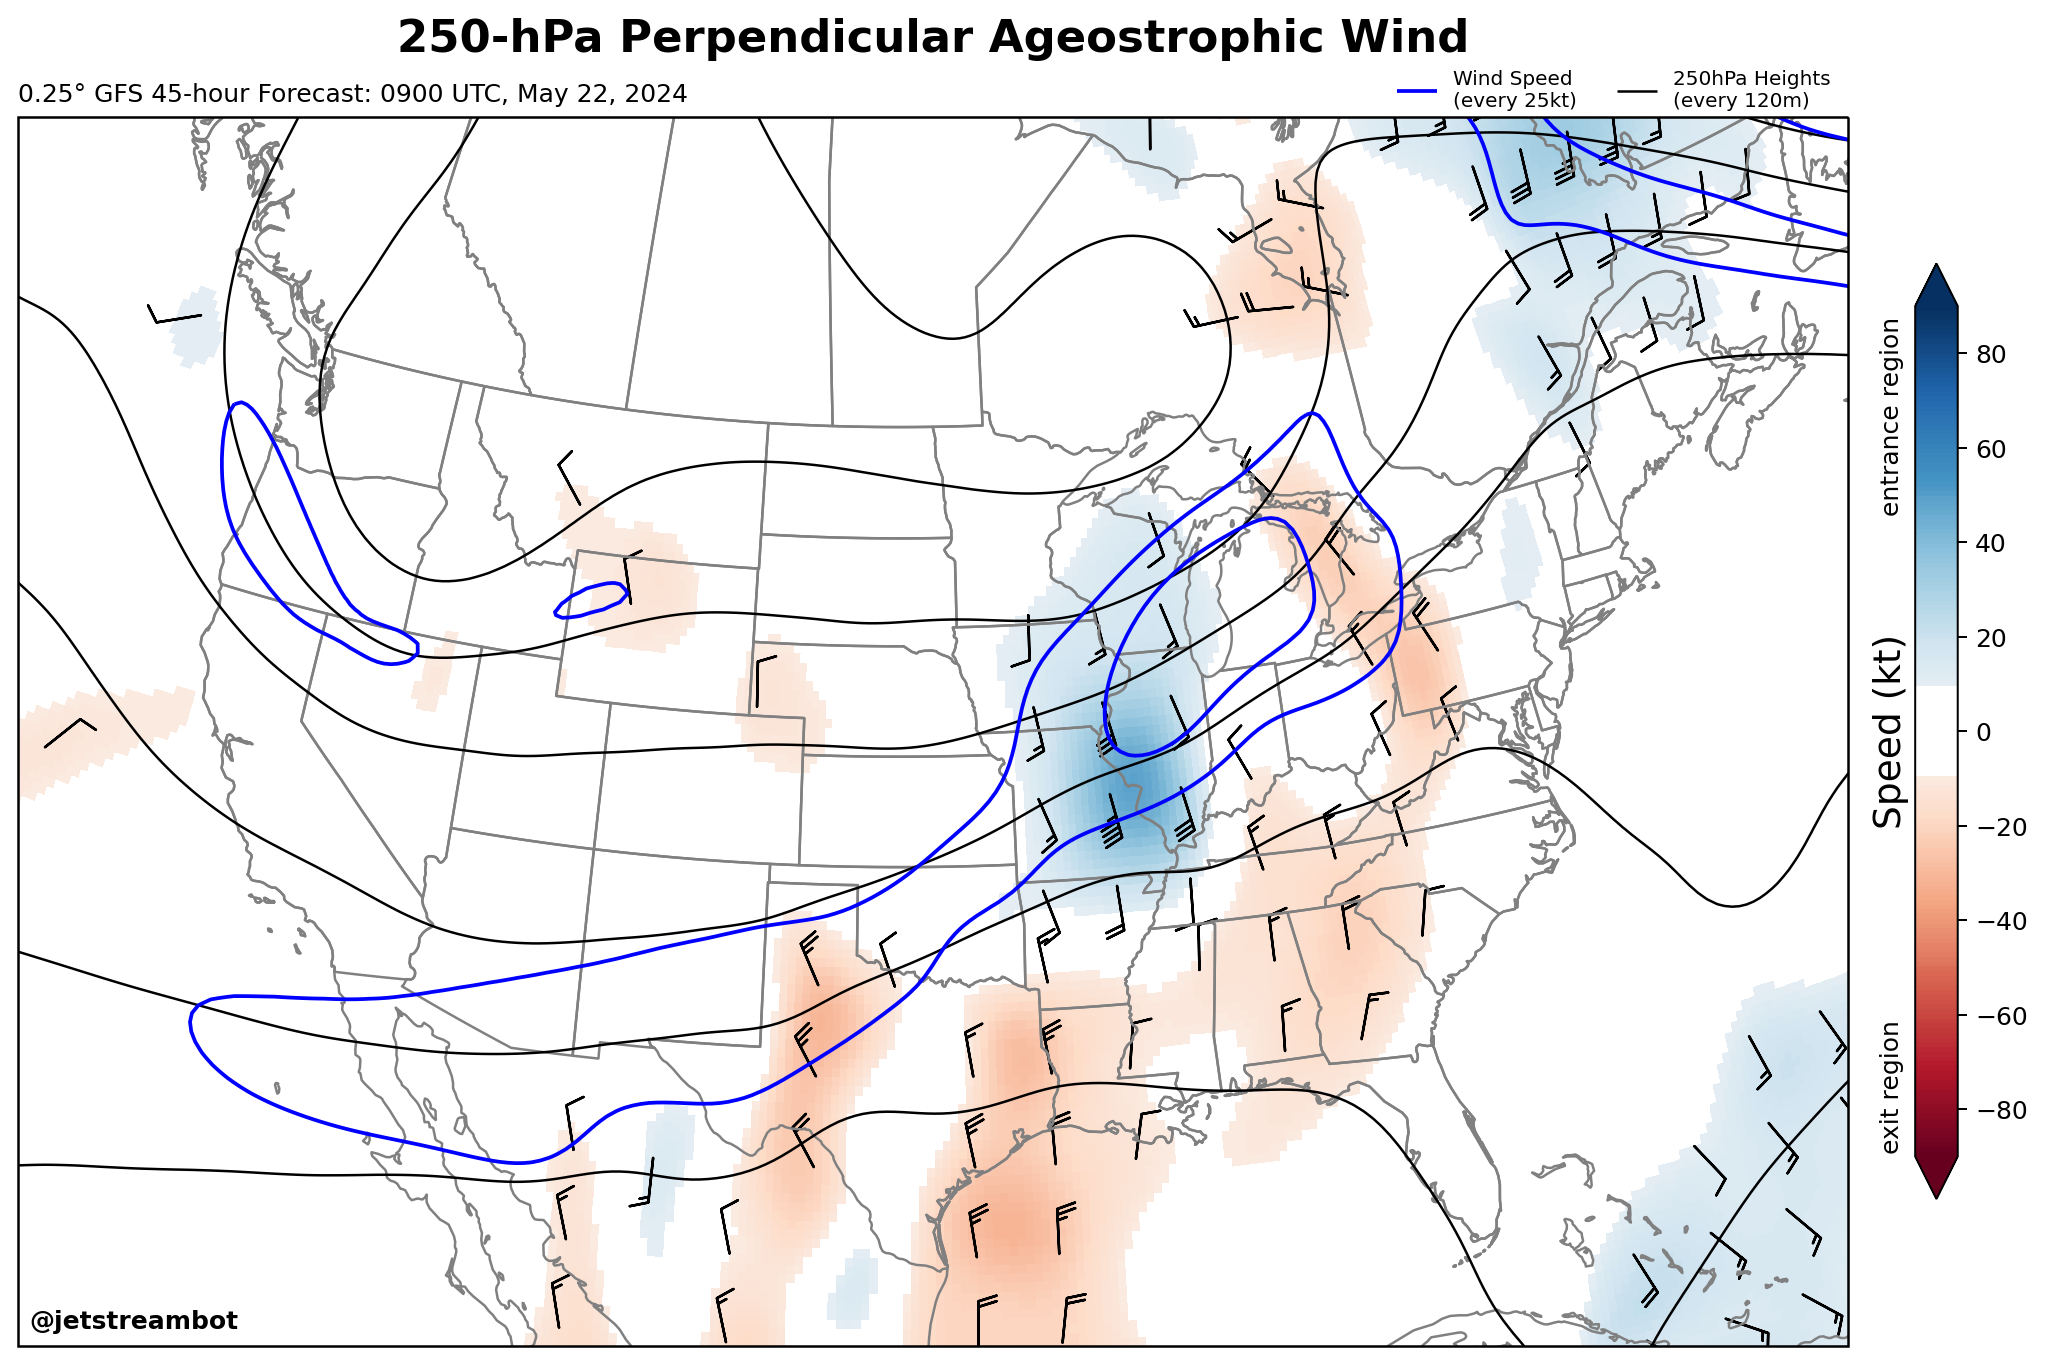 250-hPa Perpendicular Ageostrophic Wind
0.25° GFS 45-hour Forecast: 0900 UTC, May 22, 2024
Wind Speed
(every 25kt)
250hPa Heights
(every 120m)
entrance region
exit region
Speed (kt)
80
60
40
20
0
−20
−40
−60
−80
@jetstreambot